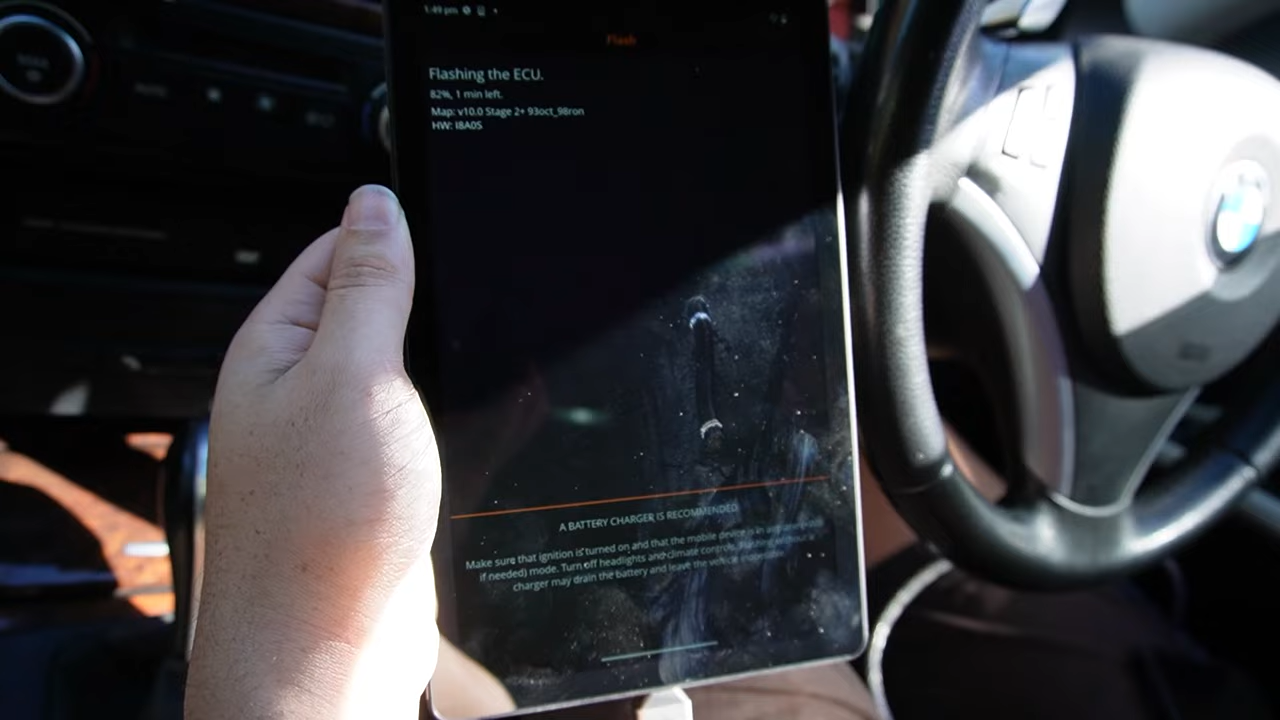 1:49 pm
Flash
Flashing the ECU.
82%, 1 min left.
Map: v10.0 Stage 2+ 93oct_98ron
HW: I8A0S
A BATTERY CHARGER IS RECOMMENDED
Make sure that ignition is turned on and that the mobile device is in airplane
if needed) mode. Turn off headlights and climate controls. Flashing without a
charger may drain the battery and leave the vehicle inoperable.